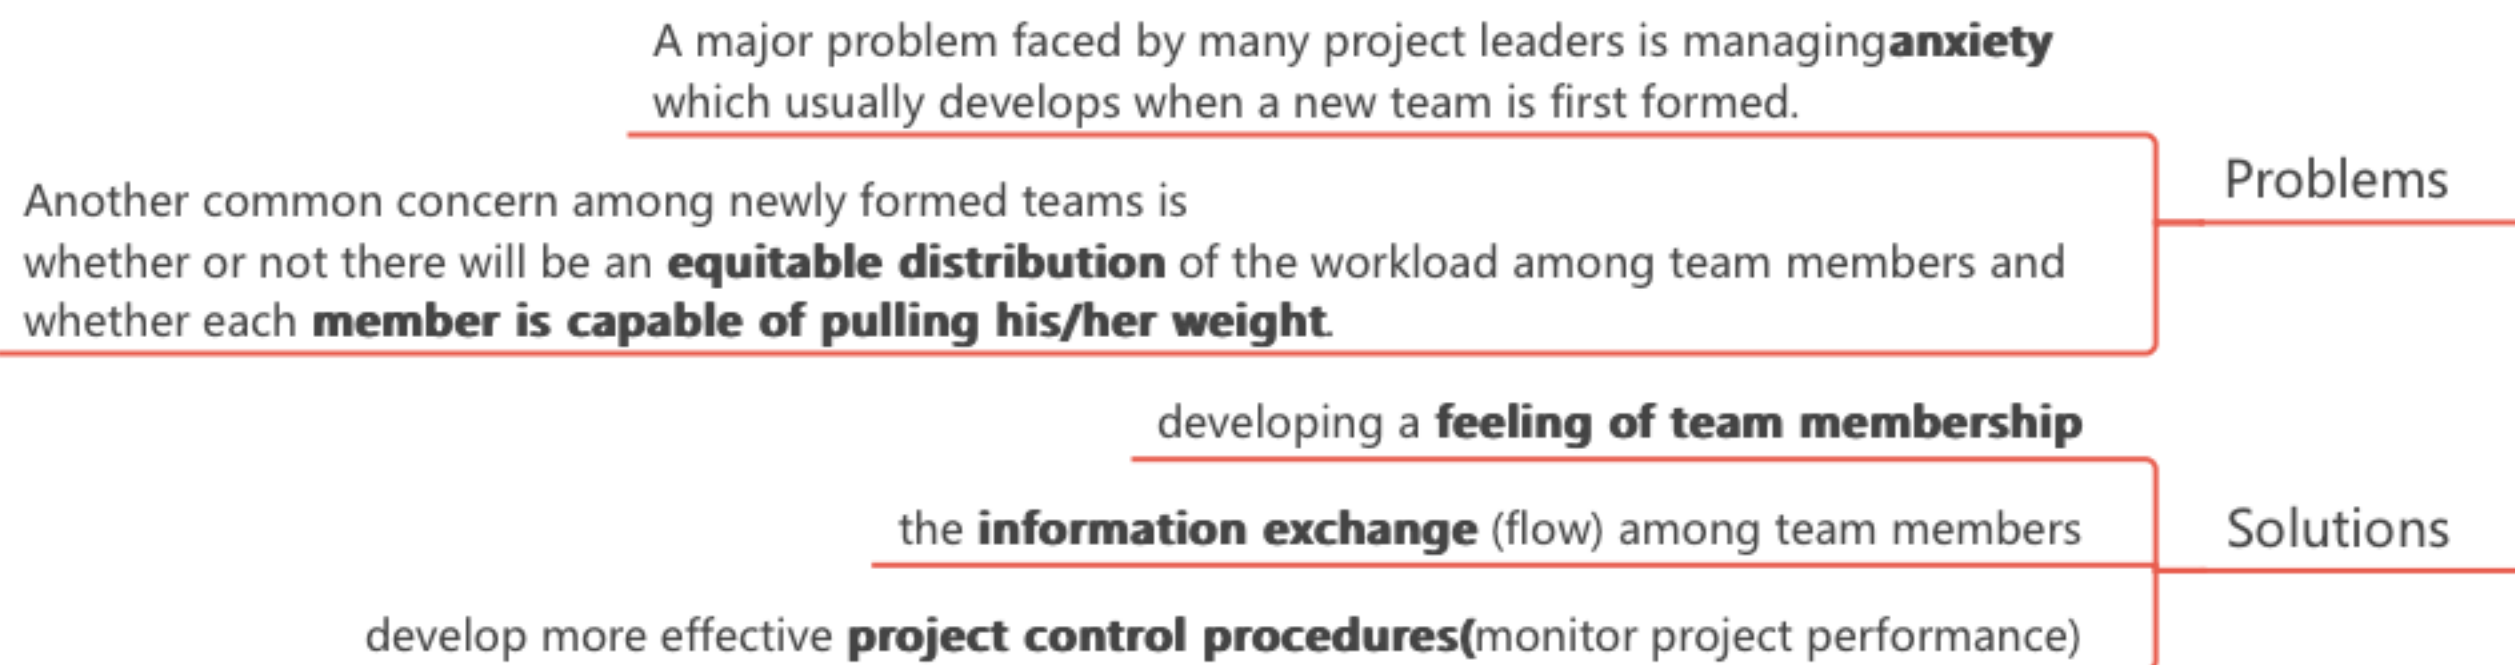 A major problem faced by many project leaders is managinganxiety
which usually develops when a new team is first formed.
Problems
Another common concern among newly formed teams is
whether or not there will be an equitable distribution of the workload among team members and
whether each member is capable of pulling his/her weight.
developing a feeling of team membership
the information exchange (flow) among team members
Solutions
develop more effective project control procedures(monitor project performance)